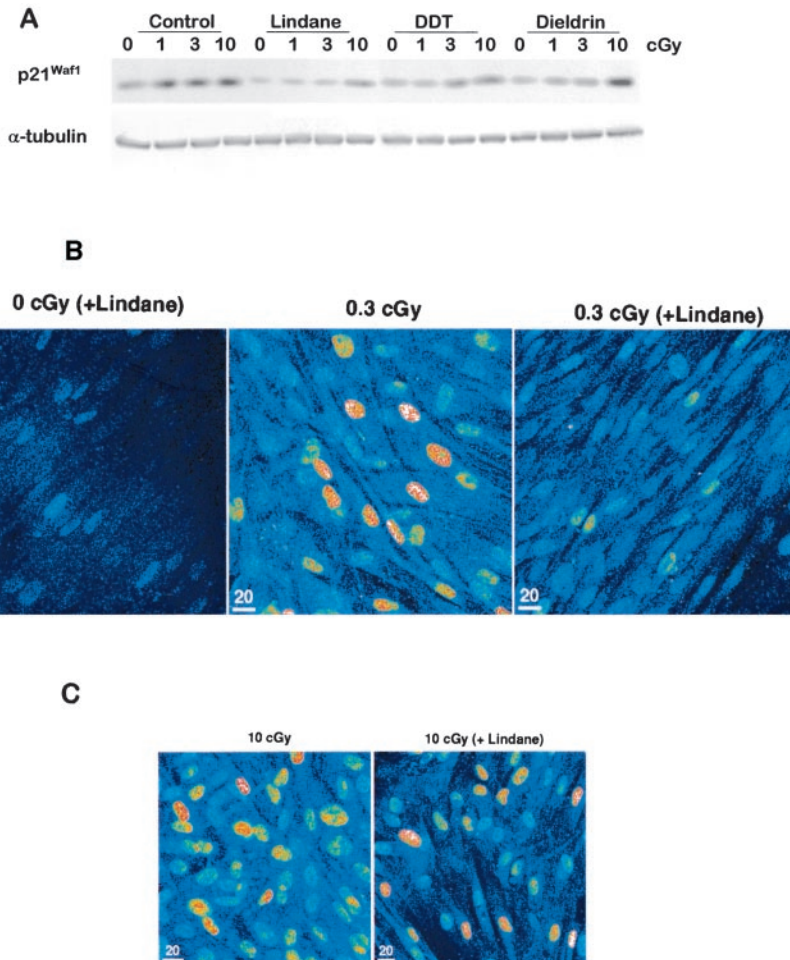 A
Control Lindane DDT Dieldrin
0 1 3 10 0 1 3 10 0 1 3 10 0 1 3 10 cGy
p21Waf1
α-tubulin
B
0 cGy (+Lindane) 0.3 cGy 0.3 cGy (+Lindane)
20 20
C
10 cGy 10 cGy (+ Lindane)
20 20